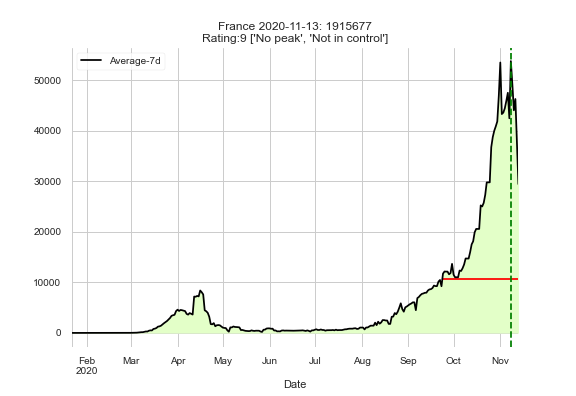 France 2020-11-13: 1915677
Rating:9 ['No peak', 'Not in control']
Average-7d
50000
40000
30000
20000
10000
0
Feb Mar Apr May Jun Jul Aug Sep Oct Nov
2020
Date